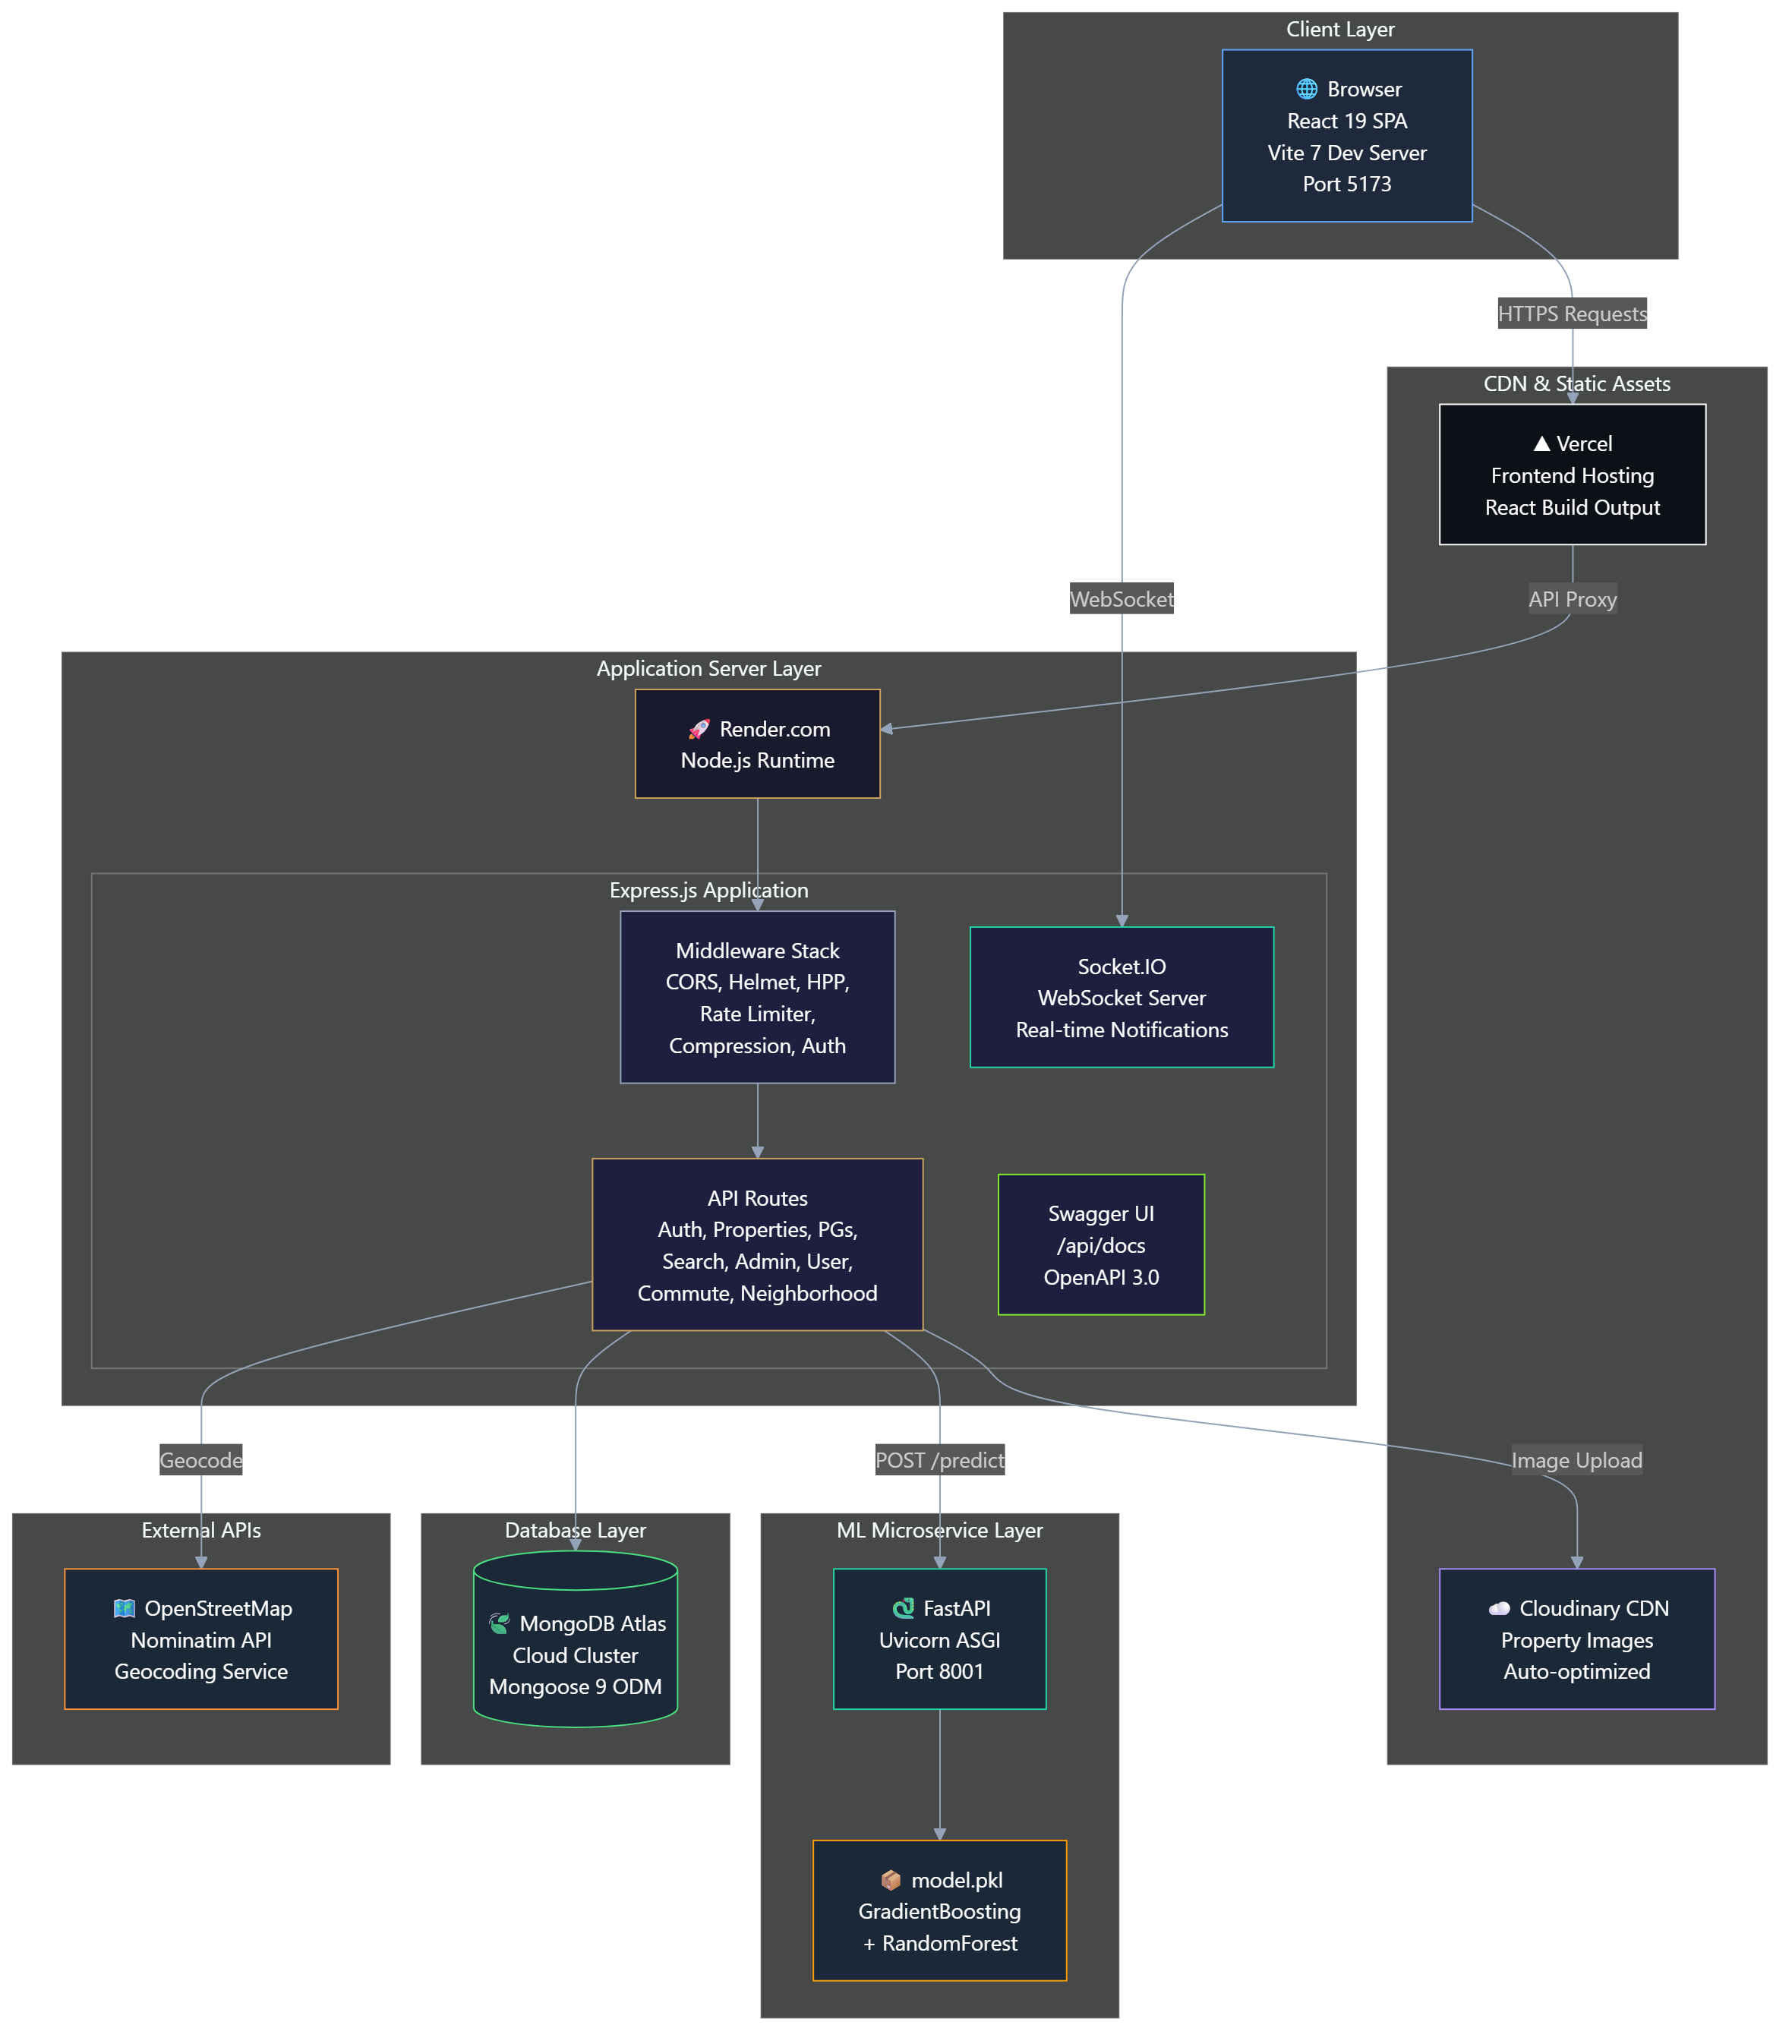 Client Layer
🌐 Browser
React 19 SPA
Vite 7 Dev Server
Port 5173
HTTPS Requests
CDN & Static Assets
▲ Vercel
Frontend Hosting
React Build Output
WebSocket
API Proxy
Application Server Layer
🚀 Render.com
Node.js Runtime
Express.js Application
Middleware Stack
CORS, Helmet, HPP,
Rate Limiter,
Compression, Auth
Socket.IO
WebSocket Server
Real-time Notifications
API Routes
Auth, Properties, PGs,
Search, Admin, User,
Commute, Neighborhood
Swagger UI
/api/docs
OpenAPI 3.0
Geocode
POST /predict
Image Upload
External APIs
🗺️ OpenStreetMap
Nominatim API
Geocoding Service
Database Layer
🍃 MongoDB Atlas
Cloud Cluster
Mongoose 9 ODM
ML Microservice Layer
🐍 FastAPI
Uvicorn ASGI
Port 8001
☁️ Cloudinary CDN
Property Images
Auto-optimized
📦 model.pkl
GradientBoosting
+ RandomForest